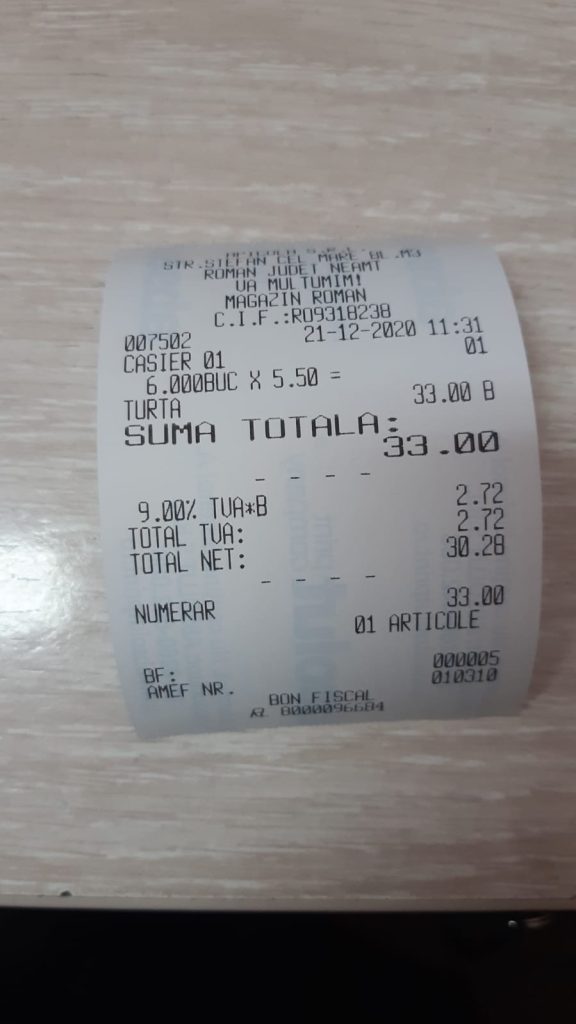 APICOLA S.R.L.
STR.STEFAN CEL MARE BL.M3
ROMAN JUDET NEAMT
VA MULTUMIM!
MAGAZIN ROMAN
C.I.F.:RO9318238
007502 21-12-2020 11:31
CASIER 01 01
6.000BUC X 5.50 =
TURTA 33.00 B
SUMA TOTALA:
33.00
- - - -
9.00% TVA*B 2.72
TOTAL TVA: 2.72
TOTAL NET: 30.28
- - - -
NUMERAR 33.00
01 ARTICOLE
BF: 000005
AMEF NR. 010310
BON FISCAL
8000096684